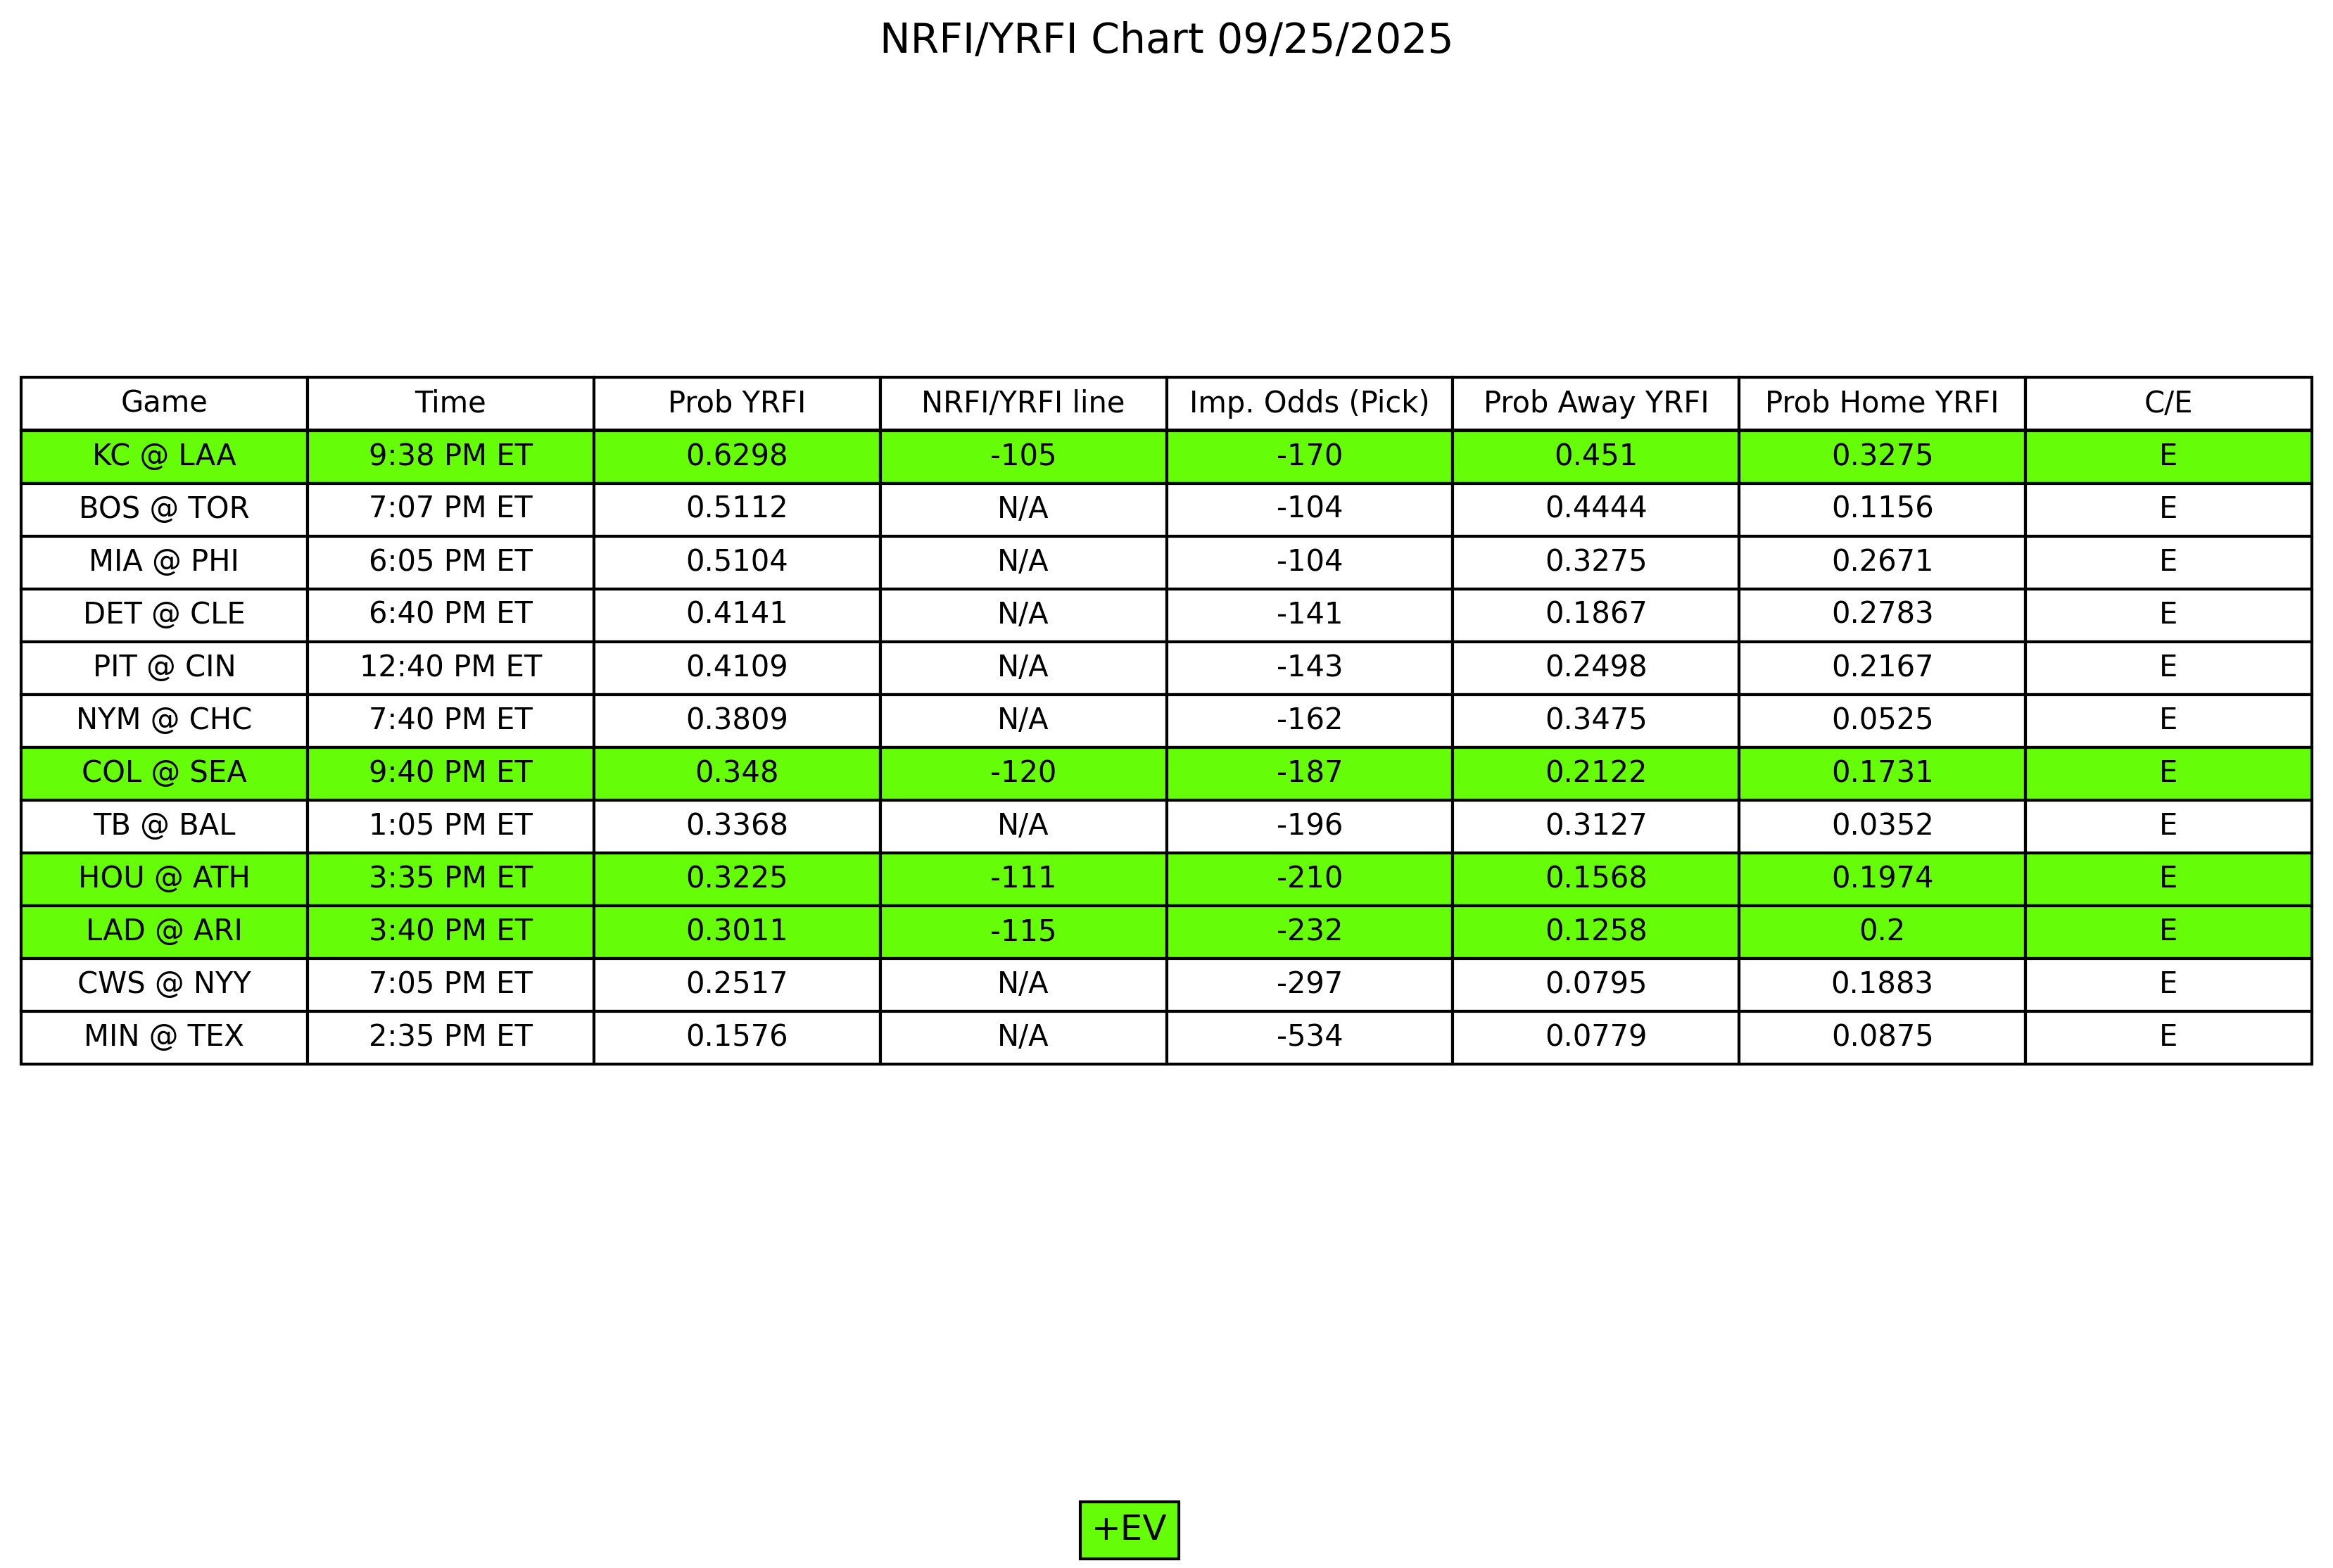 NRFI/YRFI Chart 09/25/2025
Game Time Prob YRFI NRFI/YRFI line Imp. Odds (Pick) Prob Away YRFI Prob Home YRFI C/E
KC @ LAA 9:38 PM ET 0.6298 -105 -170 0.451 0.3275 E
BOS @ TOR 7:07 PM ET 0.5112 N/A -104 0.4444 0.1156 E
MIA @ PHI 6:05 PM ET 0.5104 N/A -104 0.3275 0.2671 E
DET @ CLE 6:40 PM ET 0.4141 N/A -141 0.1867 0.2783 E
PIT @ CIN 12:40 PM ET 0.4109 N/A -143 0.2498 0.2167 E
NYM @ CHC 7:40 PM ET 0.3809 N/A -162 0.3475 0.0525 E
COL @ SEA 9:40 PM ET 0.348 -120 -187 0.2122 0.1731 E
TB @ BAL 1:05 PM ET 0.3368 N/A -196 0.3127 0.0352 E
HOU @ ATH 3:35 PM ET 0.3225 -111 -210 0.1568 0.1974 E
LAD @ ARI 3:40 PM ET 0.3011 -115 -232 0.1258 0.2 E
CWS @ NYY 7:05 PM ET 0.2517 N/A -297 0.0795 0.1883 E
MIN @ TEX 2:35 PM ET 0.1576 N/A -534 0.0779 0.0875 E
+EV